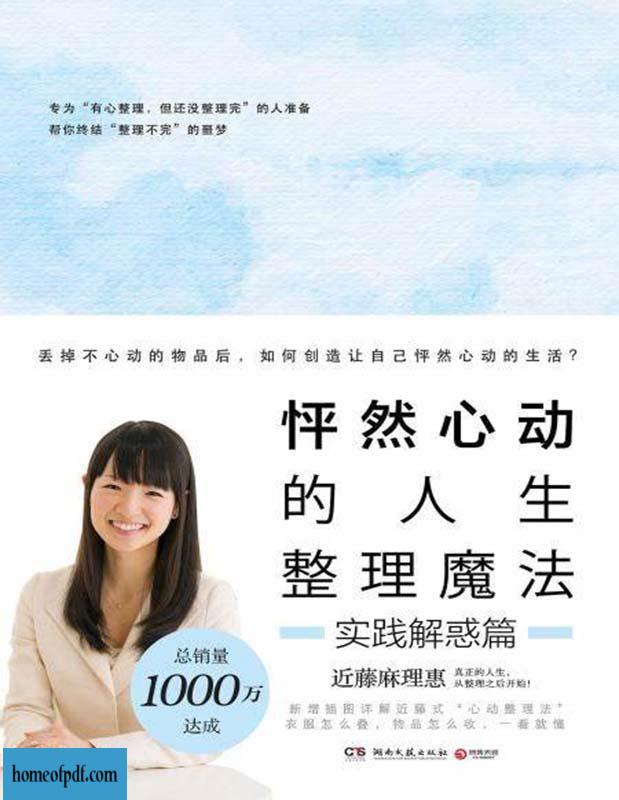 专为“有心整理，但还没整理完”的人准备
帮你终结“整理不完”的噩梦
丢掉不心动的物品后，如何创造让自己怦然心动的生活？
怦然心动
的人生
整理魔法
实践解惑篇
近藤麻理惠
真正的人生，
从整理之后开始！
总销量
1000万
达成
新增插图详解近藤式“心动整理法”
衣服怎么叠，物品怎么收，一看就懂
CS 湖南文艺出版社
homeofpdf.com